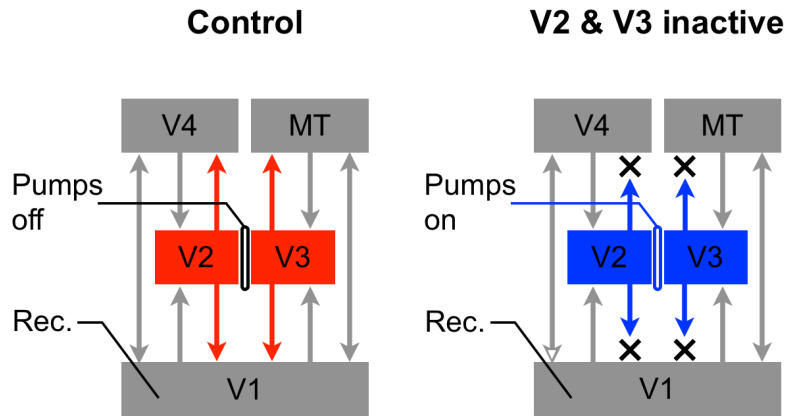 Control
V2 & V3 inactive
V4
MT
Pumps
off
V2
V3
Rec.
V1
V4
MT
Pumps
on
V2
V3
Rec.
V1